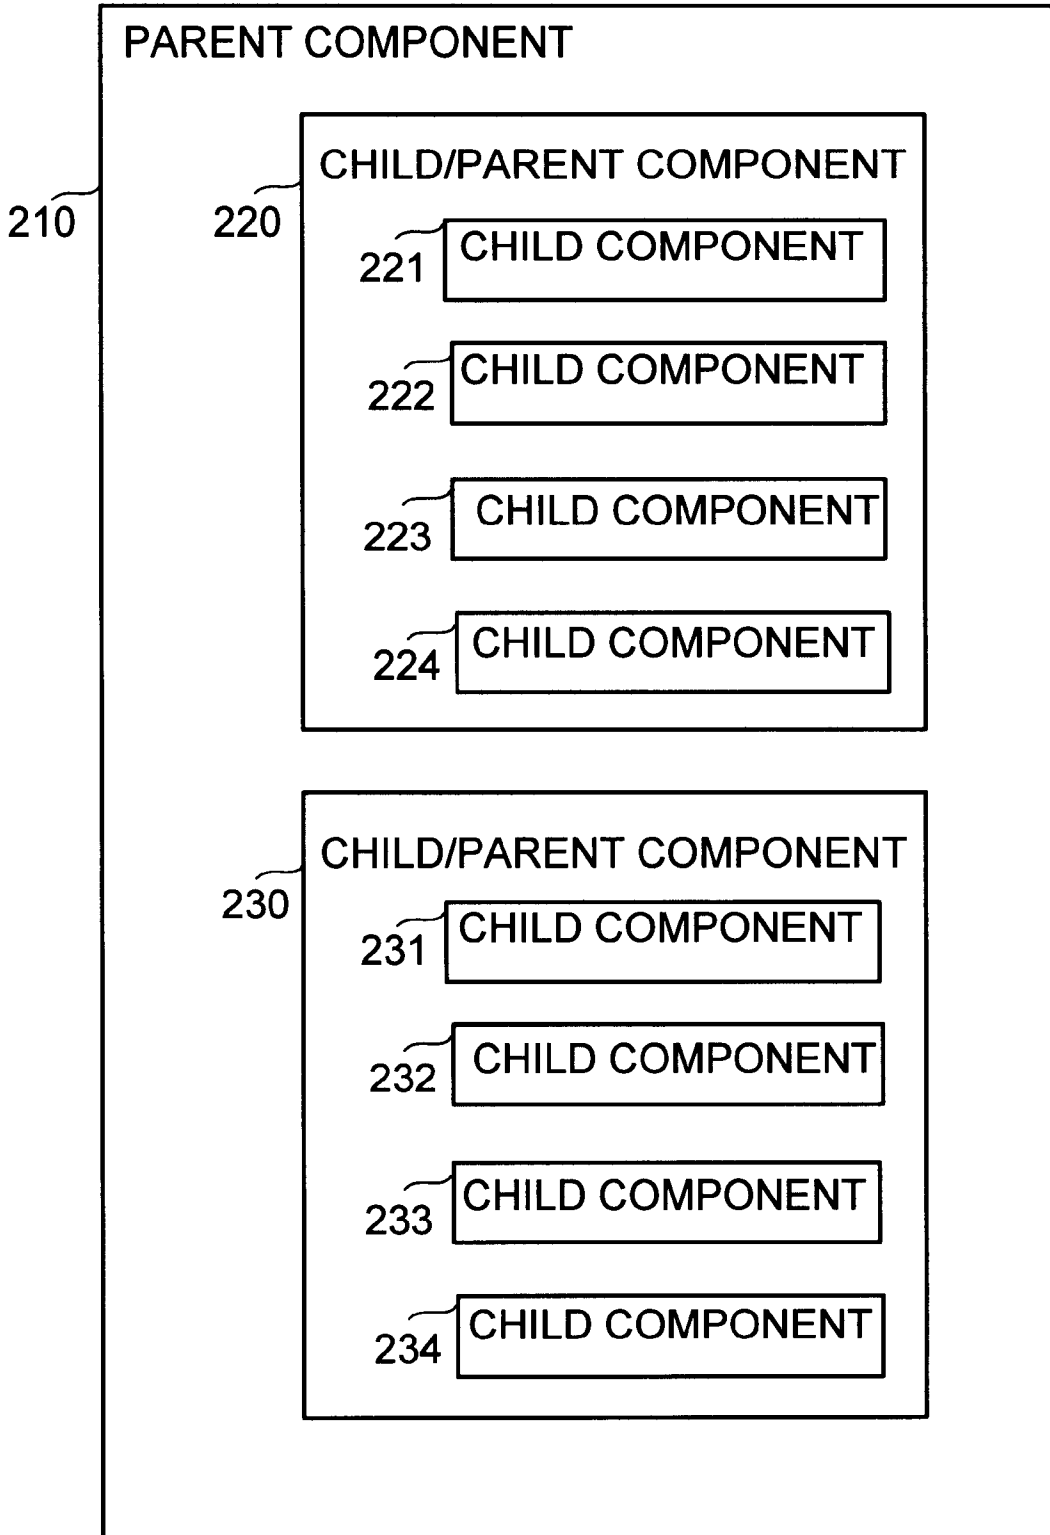 PARENT COMPONENT
CHILD/PARENT COMPONENT
210
220
CHILD COMPONENT
221
CHILD COMPONENT
222
CHILD COMPONENT
223
CHILD COMPONENT
224
CHILD/PARENT COMPONENT
230
CHILD COMPONENT
231
CHILD COMPONENT
232
CHILD COMPONENT
233
CHILD COMPONENT
234